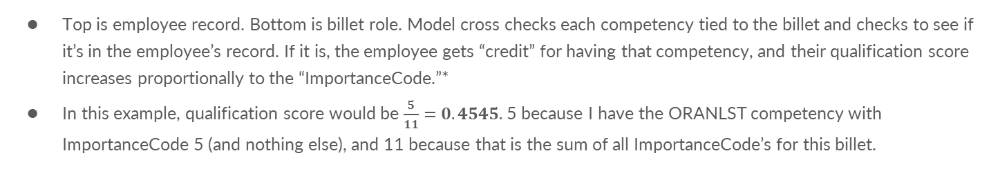 ● Top is employee record. Bottom is billet role. Model cross checks each competency tied to the billet and checks to see if
it’s in the employee’s record. If it is, the employee gets “credit” for having that competency, and their qualification score
increases proportionally to the “ImportanceCode.”*
● In this example, qualification score would be 5/11 = 0.4545. 5 because I have the ORANLST competency with
ImportanceCode 5 (and nothing else), and 11 because that is the sum of all ImportanceCode’s for this billet.